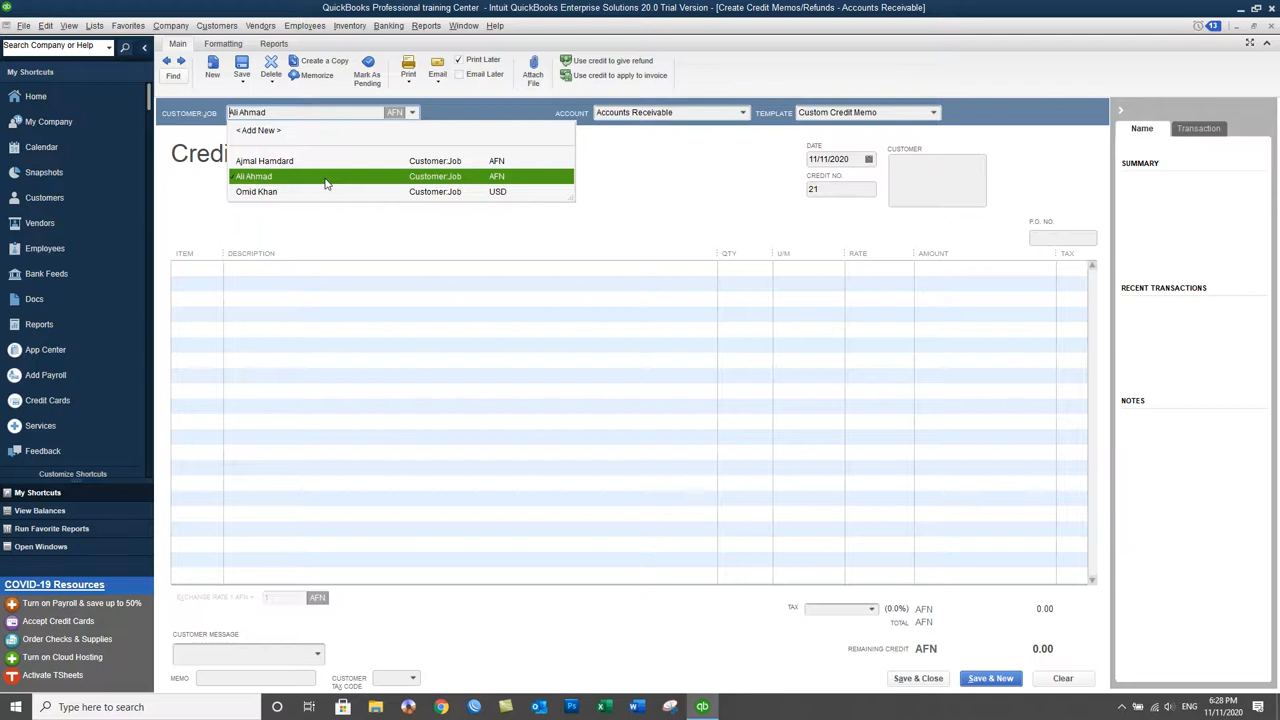 QuickBooks Professional training Center - Intuit QuickBooks Enterprise Solutions 20.0 Trial Version - [Create Credit Memos/Refunds - Accounts Receivable]
File Edit View Lists Favorites Company Customers Vendors Employees Inventory Banking Reports Window Help
13
Search Company or Help
Main Formatting Reports
My Shortcuts
Home
My Company
Calendar
Snapshots
Customers
Vendors
Employees
Bank Feeds
Docs
Reports
App Center
Add Payroll
Credit Cards
Services
Feedback
Customize Shortcuts
My Shortcuts
View Balances
Run Favorite Reports
Open Windows
COVID-19 Resources
Turn on Payroll & save up to 50%
Accept Credit Cards
Order Checks & Supplies
Turn on Cloud Hosting
Activate TSheets
Find
New
Save
Delete
Create a Copy
Memorize
Mark As
Pending
Print
Email
Print Later
Email Later
Attach
File
Use credit to give refund
Use credit to apply to invoice
CUSTOMER:JOB Ali Ahmad AFN
ACCOUNT Accounts Receivable
TEMPLATE Custom Credit Memo
< Add New >
Ajmal Hamdard Customer:Job AFN
Ali Ahmad Customer:Job AFN
Omid Khan Customer:Job USD
Credi
DATE
11/11/2020
CREDIT NO.
21
CUSTOMER
P.O. NO.
ITEM DESCRIPTION QTY U/M RATE AMOUNT TAX
EXCHANGE RATE 1 AFN = 1 AFN
TAX (0.0%) AFN 0.00
TOTAL AFN
REMAINING CREDIT AFN 0.00
CUSTOMER MESSAGE
MEMO
CUSTOMER
TAX CODE
Save & Close Save & New Clear
Name Transaction
SUMMARY
RECENT TRANSACTIONS
NOTES
Type here to search
ENG
6:28 PM
11/11/2020